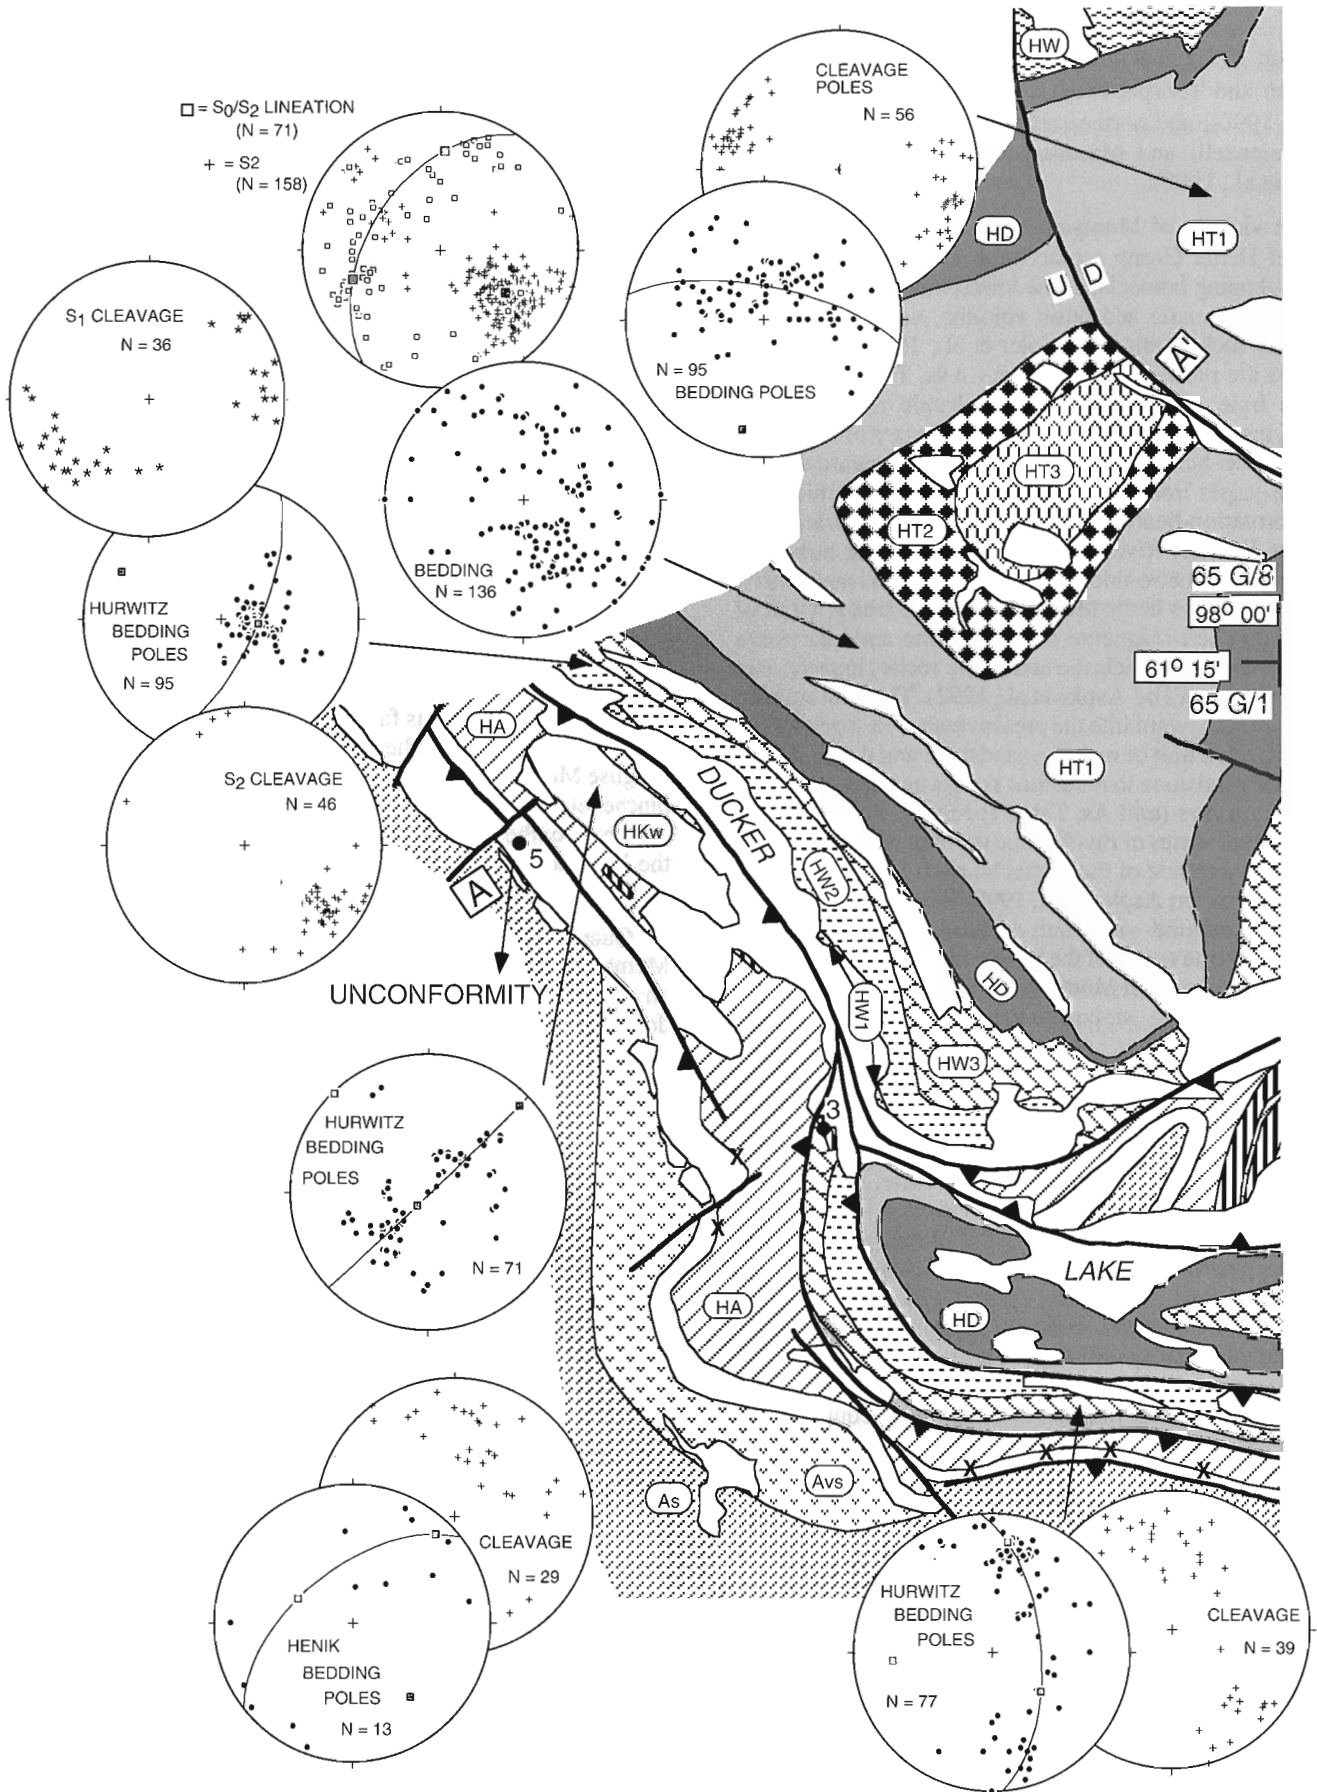 HW
CLEAVAGE
POLES
N = 56
□ = S0/S2 LINEATION
(N = 71)
+ = S2
(N = 158)
HD
HT1
U D
S1 CLEAVAGE
N = 36
A'
N = 95
BEDDING POLES
HT3
HT2
BEDDING
N = 136
65 G/8
98° 00'
HURWITZ
BEDDING
POLES
N = 95
61° 15'
65 G/1
HA
S2 CLEAVAGE
N = 46
DUCKER
HT1
HKw
5
A
HW2
UNCONFORMITY
HD
HW1
HW3
3
HURWITZ
BEDDING
POLES
N = 71
X
X
LAKE
HA
HD
Avs
As
X X X X
CLEAVAGE
N = 29
HENIK
BEDDING
POLES
N = 13
HURWITZ
BEDDING
POLES
N = 77
CLEAVAGE
N = 39